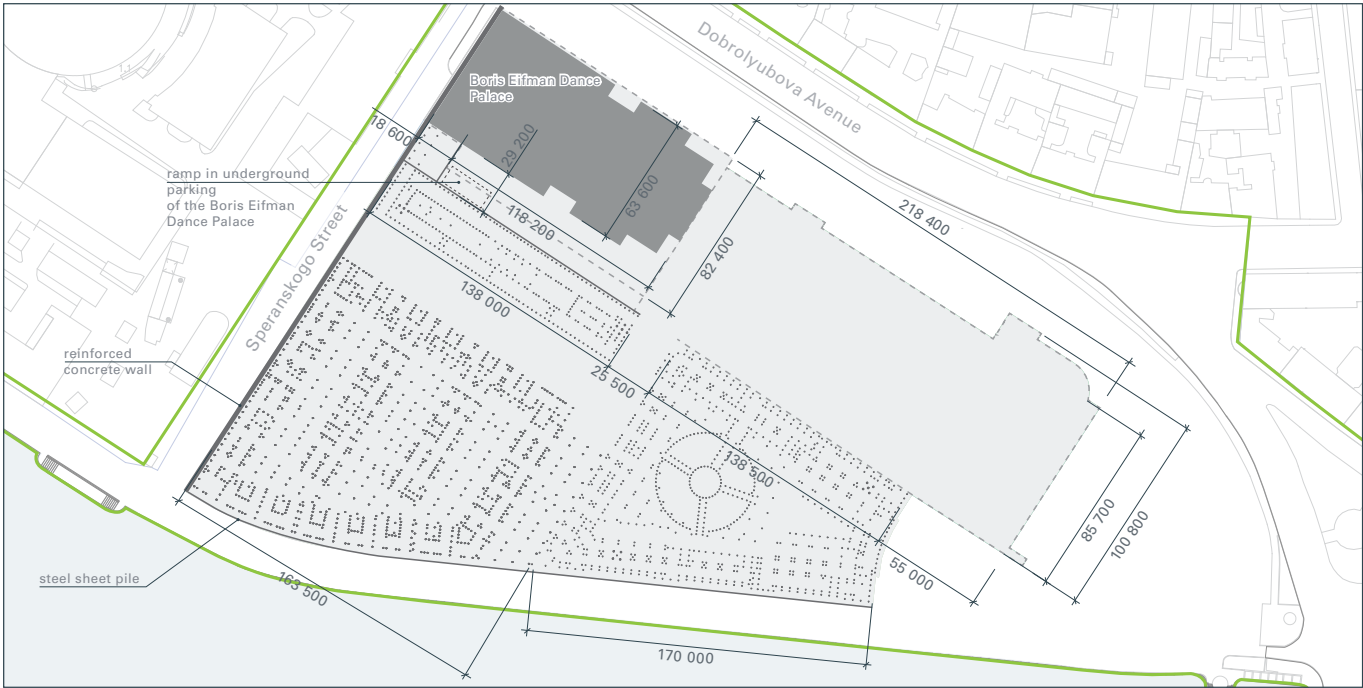 Dobrolyubova Avenue
Boris Eifman Dance
Palace
18 600
29 200
63 600
ramp in underground
parking
of the Boris Eifman
Dance Palace
118 200
218 400
82 400
Speranskogo Street
138 000
reinforced
concrete wall
25 500
138 500
85 700
100 800
55 000
steel sheet pile
163 500
170 000